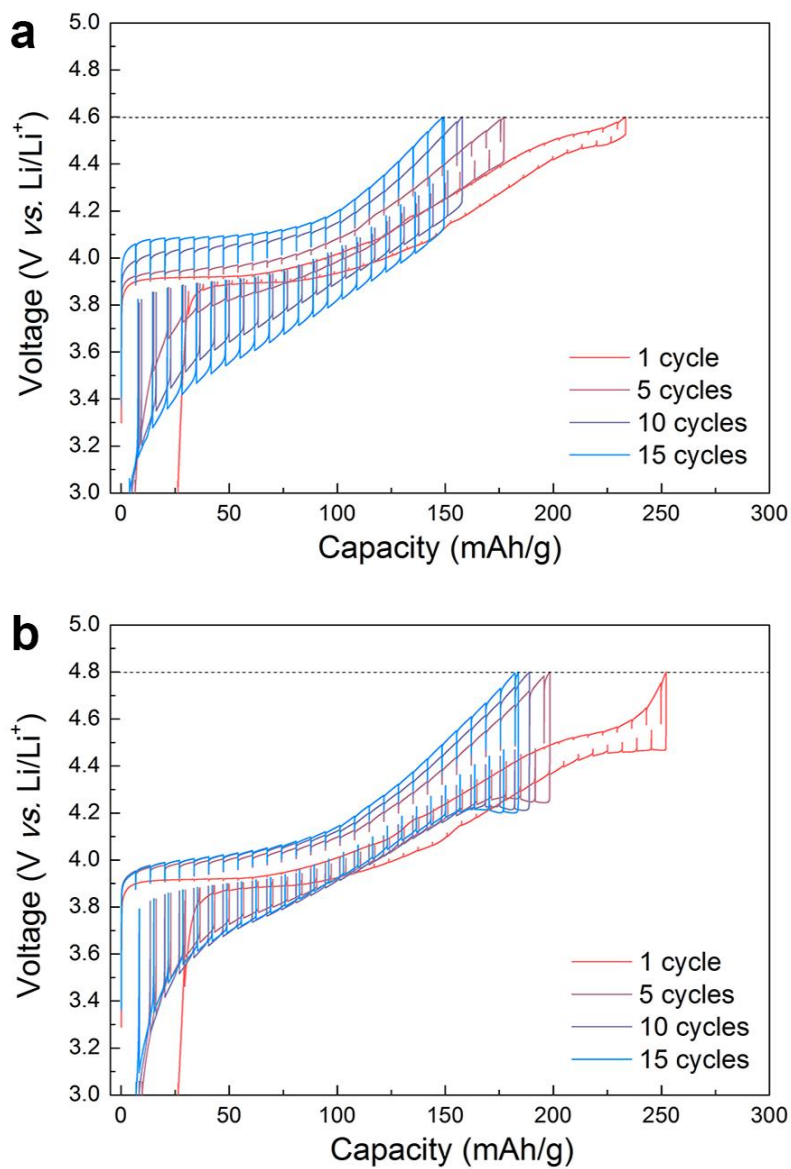 a
5.0
4.8
4.6
4.4
4.2
4.0
3.8
3.6
3.4
3.2
3.0
Voltage (V vs. Li/Li⁺)
1 cycle
5 cycles
10 cycles
15 cycles
0 50 100 150 200 250 300
Capacity (mAh/g)
b
5.0
4.8
4.6
4.4
4.2
4.0
3.8
3.6
3.4
3.2
3.0
Voltage (V vs. Li/Li⁺)
1 cycle
5 cycles
10 cycles
15 cycles
0 50 100 150 200 250 300
Capacity (mAh/g)